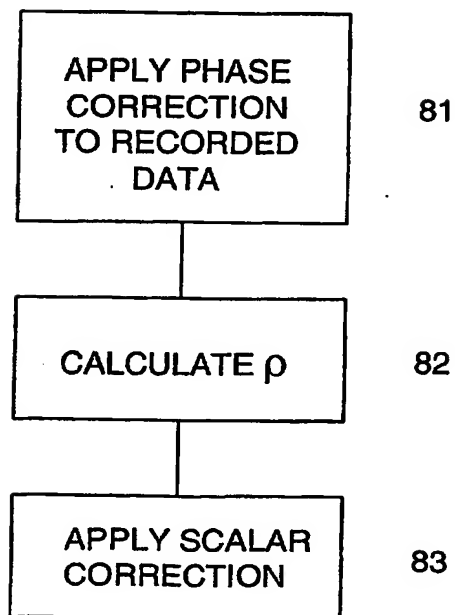 APPLY PHASE
CORRECTION
TO RECORDED
DATA
81
CALCULATE ρ
82
APPLY SCALAR
CORRECTION
83